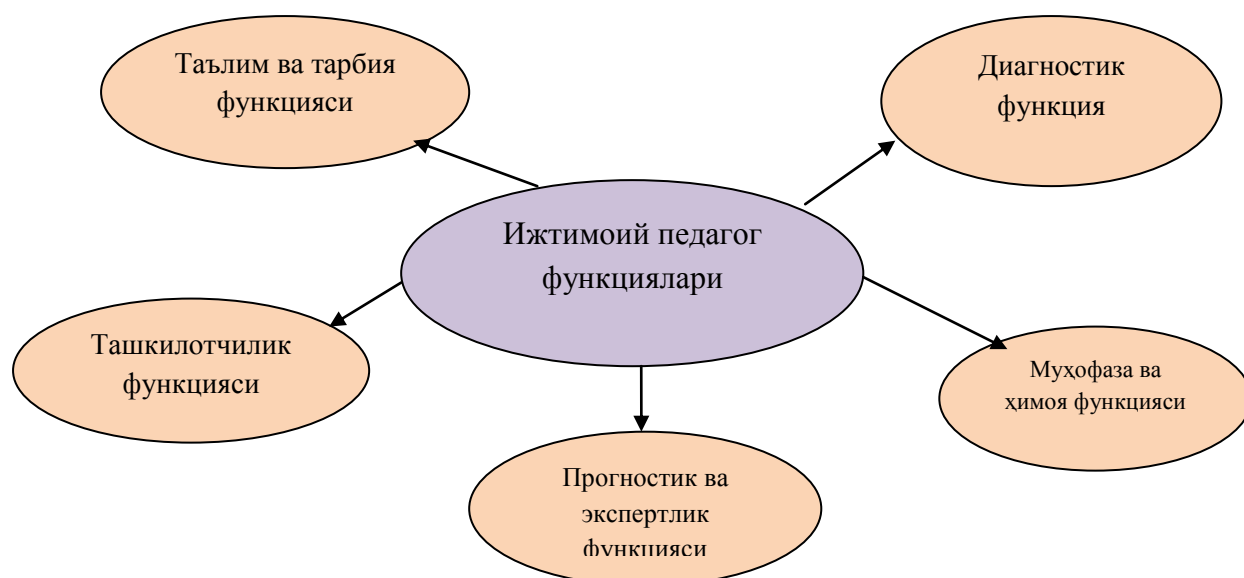 Таълим ва тарбия
функцияси
Диагностик
функция
Ижтимоий педагог
функциялари
Ташкилотчилик
функцияси
Муҳофаза ва
ҳимоя функцияси
Прогностик ва
экспертлик
функцияси